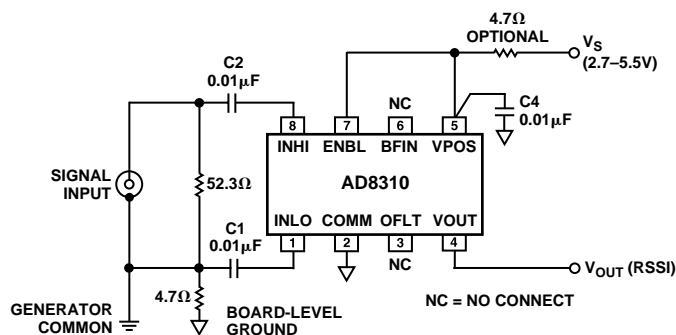 4.7Ω
OPTIONAL
VS
(2.7–5.5V)
C2
0.01μF
NC
C4
0.01μF
8
7
6
5
INHI
ENBL
BFIN
VPOS
SIGNAL
INPUT
52.3Ω
AD8310
C1
0.01μF
INLO
COMM
OFLT
VOUT
1
2
3
4
NC
VOUT (RSSI)
4.7Ω
GENERATOR
COMMON
BOARD-LEVEL
GROUND
NC = NO CONNECT